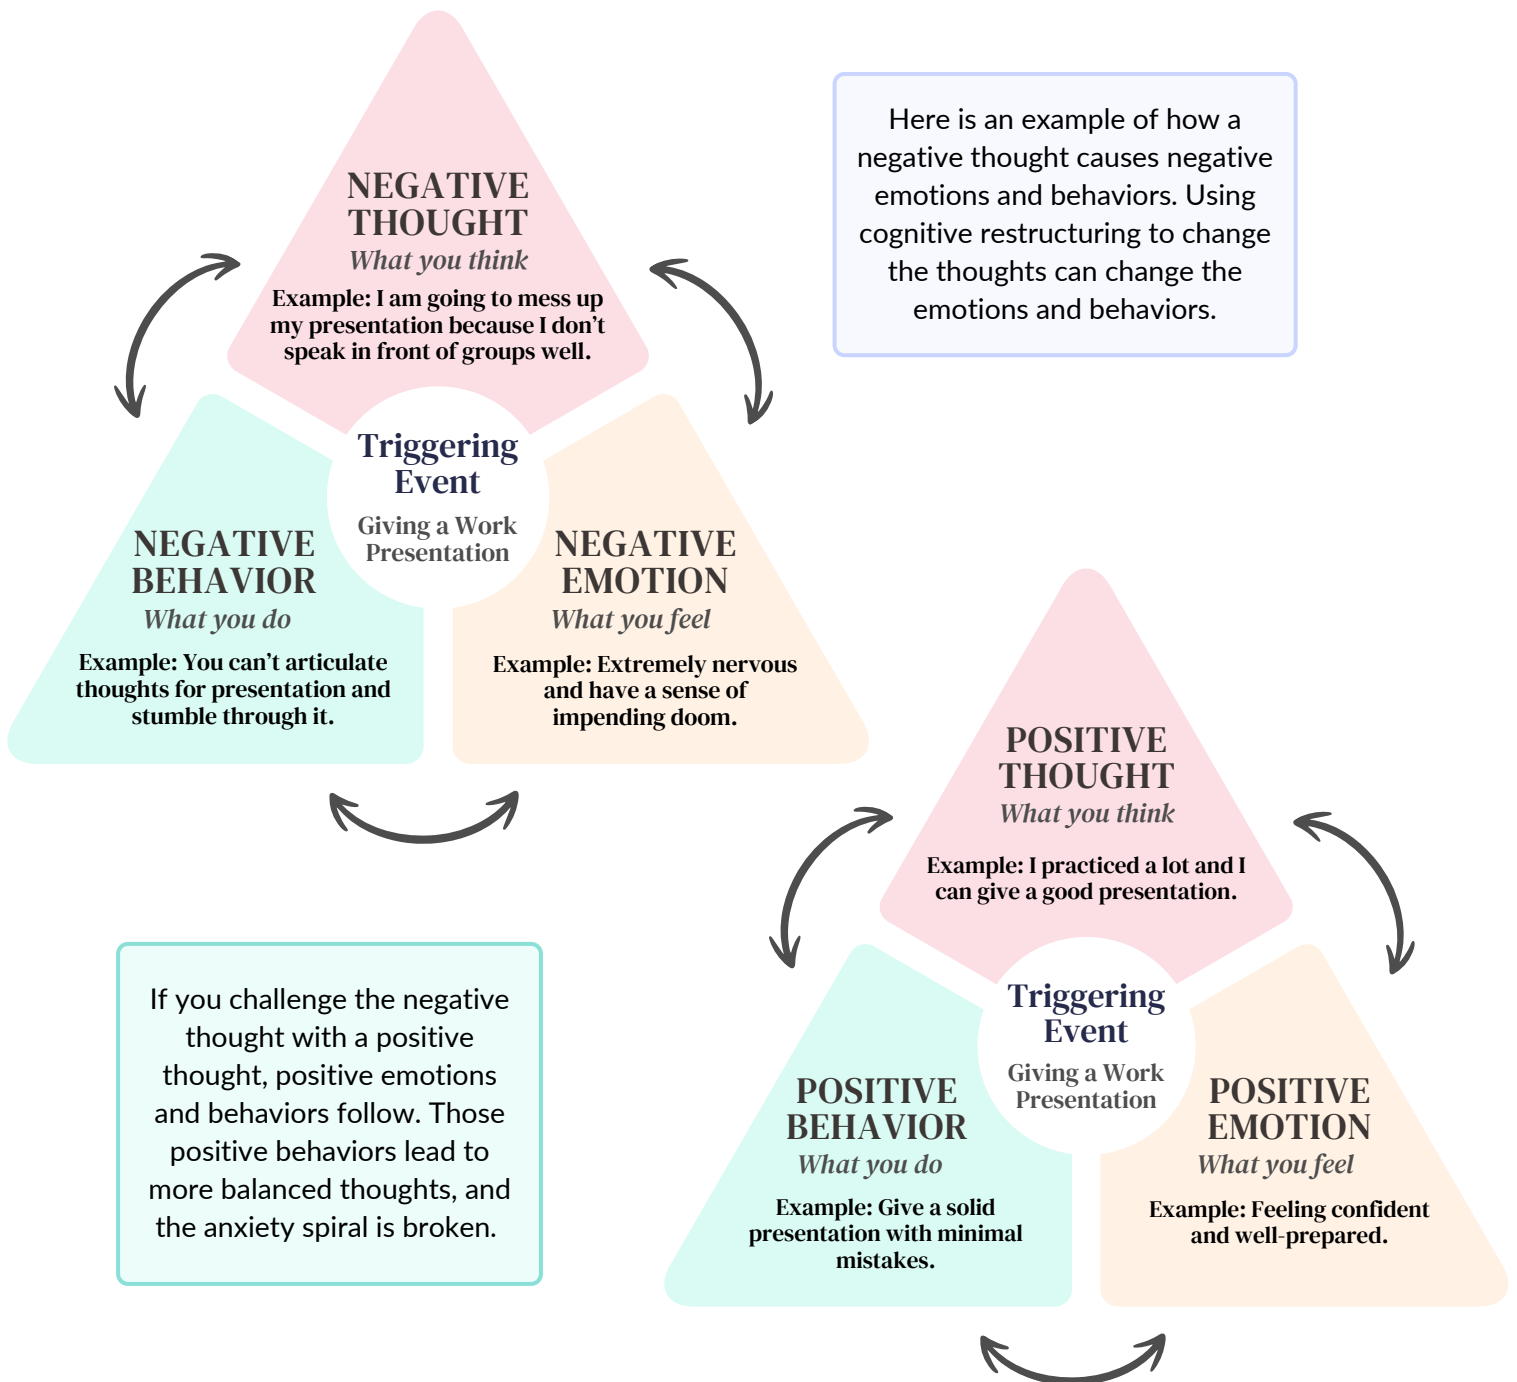 NEGATIVE
THOUGHT
What you think
Example: I am going to mess up
my presentation because I don’t
speak in front of groups well.
Here is an example of how a
negative thought causes negative
emotions and behaviors. Using
cognitive restructuring to change
the thoughts can change the
emotions and behaviors.
Triggering
Event
Giving a Work
Presentation
NEGATIVE
BEHAVIOR
What you do
Example: You can’t articulate
thoughts for presentation and
stumble through it.
NEGATIVE
EMOTION
What you feel
Example: Extremely nervous
and have a sense of
impending doom.
POSITIVE
THOUGHT
What you think
Example: I practiced a lot and I
can give a good presentation.
If you challenge the negative
thought with a positive
thought, positive emotions
and behaviors follow. Those
positive behaviors lead to
more balanced thoughts, and
the anxiety spiral is broken.
Triggering
Event
Giving a Work
Presentation
POSITIVE
BEHAVIOR
What you do
Example: Give a solid
presentation with minimal
mistakes.
POSITIVE
EMOTION
What you feel
Example: Feeling confident
and well-prepared.